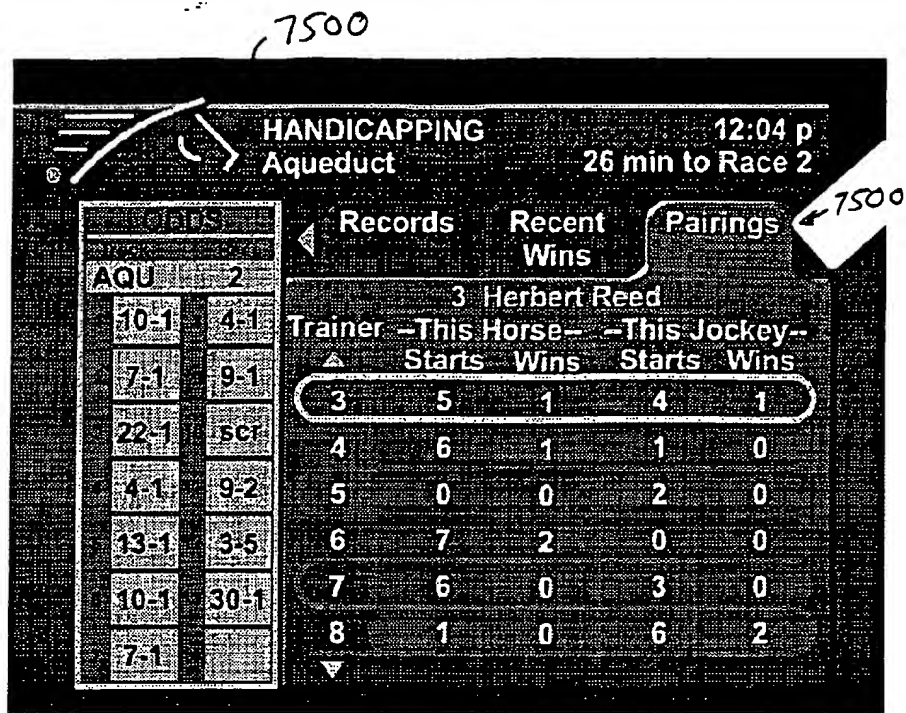 7500
HANDICAPPING 12:04 p
Aqueduct 26 min to Race 2
®
7500
ODDS
AQU 2
10-1 4-1
7-1 9-1
22-1 scr
4-1 9-2
13-1 3-5
10-1 30-1
7-1
Records Recent Wins Pairings
3 Herbert Reed
Trainer --This Horse-- --This Jockey--
Starts Wins Starts Wins
3 5 1 4 1
4 6 1 1 0
5 0 0 2 0
6 7 2 0 0
7 6 0 3 0
8 1 0 6 2